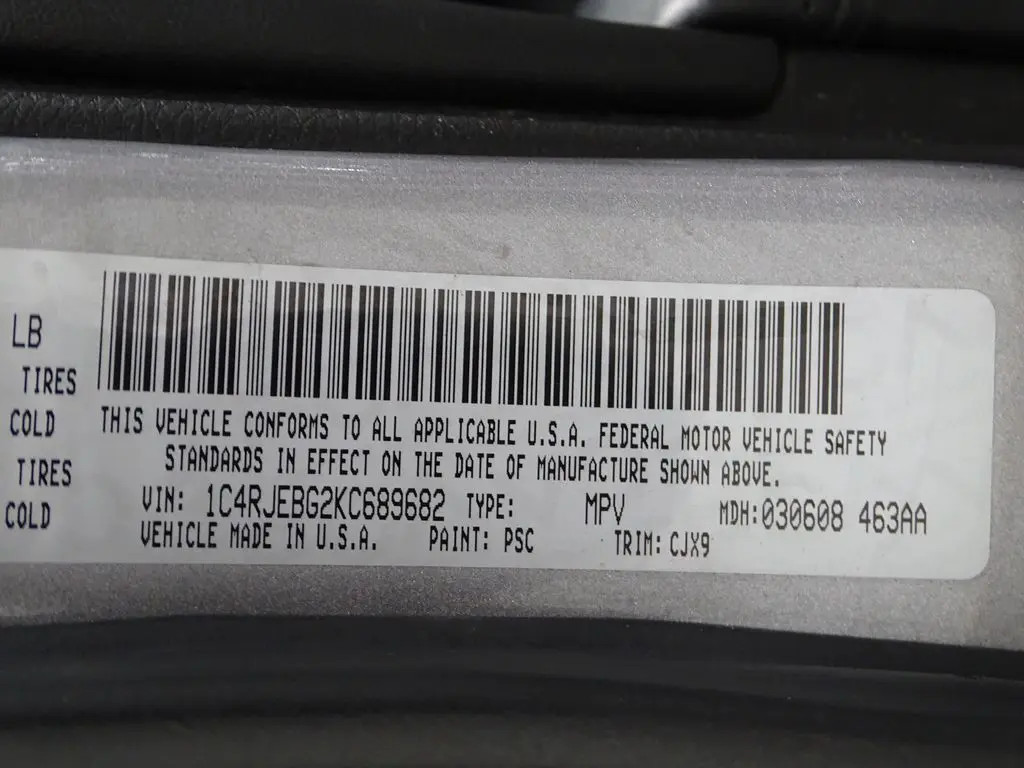 LB
TIRES
COLD
TIRES
COLD
THIS VEHICLE CONFORMS TO ALL APPLICABLE U.S.A. FEDERAL MOTOR VEHICLE SAFETY
STANDARDS IN EFFECT ON THE DATE OF MANUFACTURE SHOWN ABOVE.
VIN: 1C4RJEBG2KC689682 TYPE: MPV MDH:030608 463AA
VEHICLE MADE IN U.S.A. PAINT: PSC TRIM: CJX9